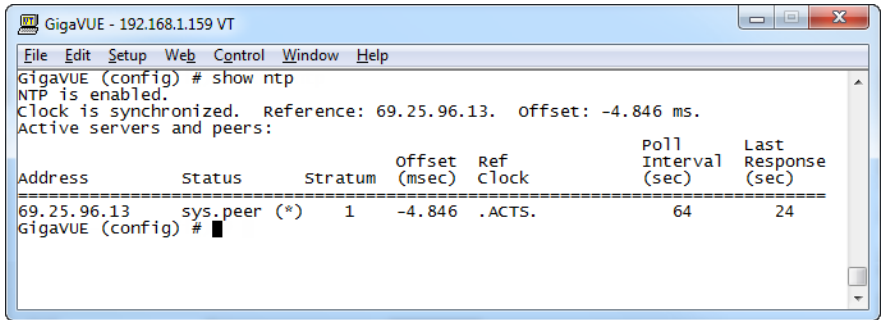 GigaVUE - 192.168.1.159 VT
File Edit Setup Web Control Window Help
GigaVUE (config) # show ntp
NTP is enabled.
Clock is synchronized.  Reference: 69.25.96.13.  Offset: -4.846 ms.
Active servers and peers:
Poll Last
Offset Ref Interval Response
Address Status Stratum (msec) Clock (sec) (sec)
================================================================================
69.25.96.13 sys.peer (*) 1 -4.846 .ACTS. 64 24
GigaVUE (config) #